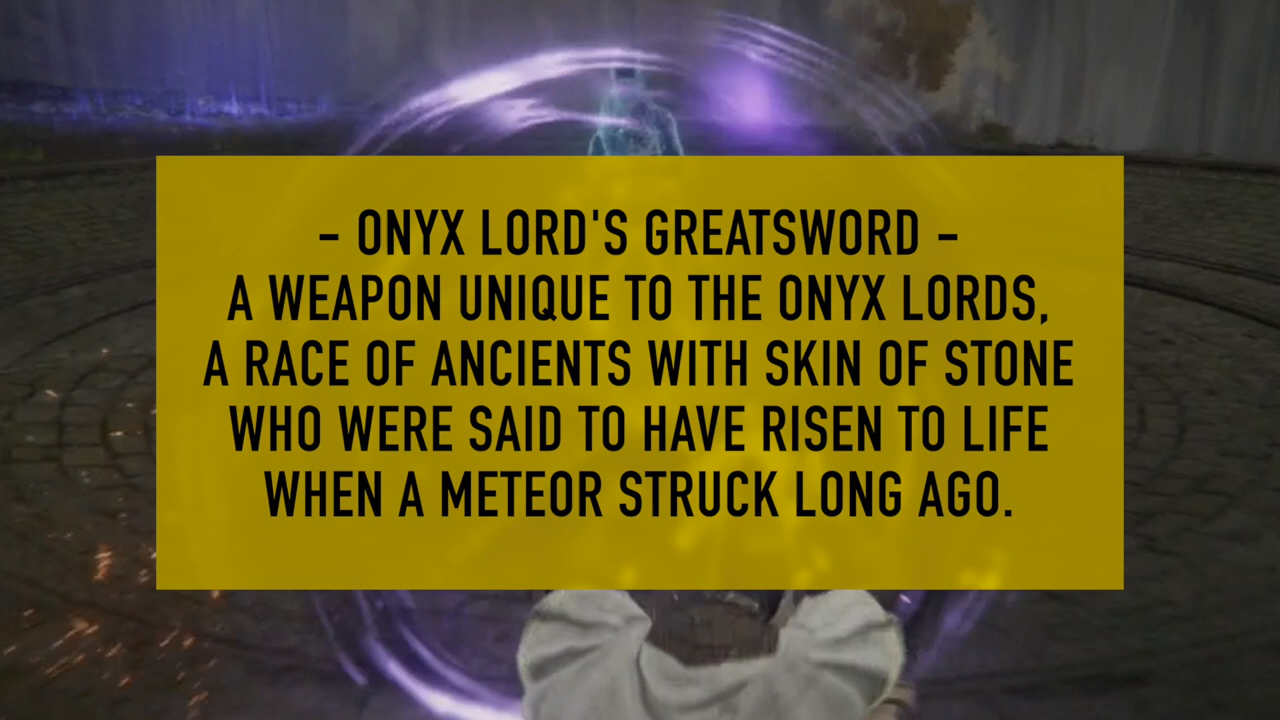 - ONYX LORD'S GREATSWORD -
A WEAPON UNIQUE TO THE ONYX LORDS,
A RACE OF ANCIENTS WITH SKIN OF STONE
WHO WERE SAID TO HAVE RISEN TO LIFE
WHEN A METEOR STRUCK LONG AGO.